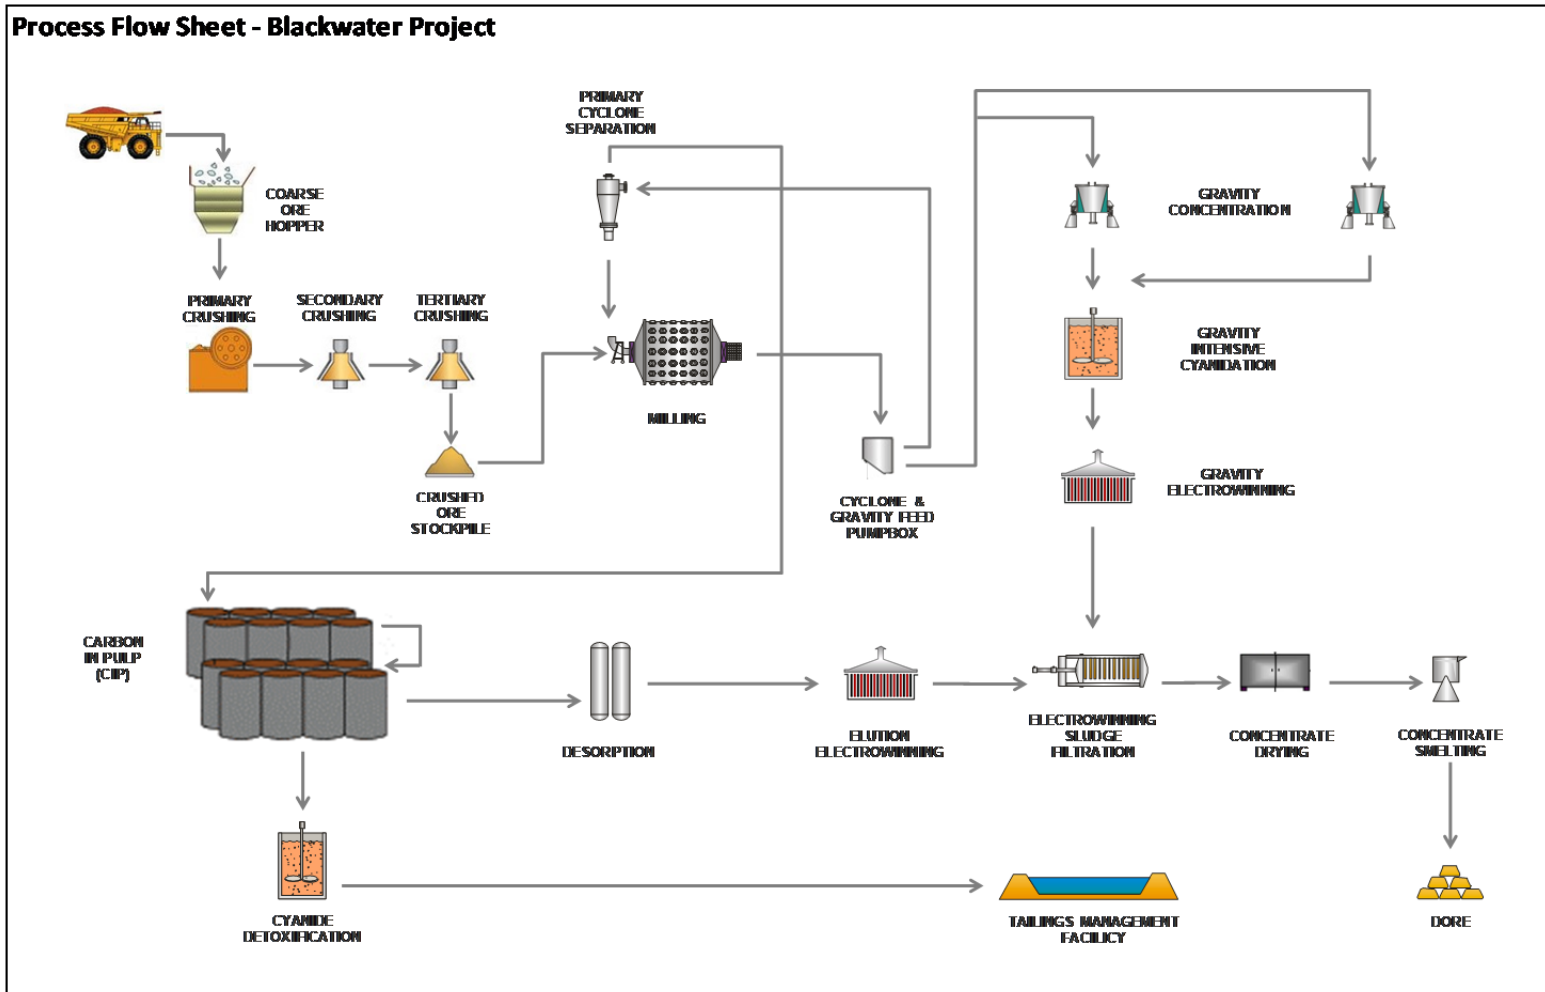 Process Flow Sheet - Blackwater Project
PRIMARY
CYCLONE
SEPARATION
COARSE
ORE
HOPPER
GRAVITY
CONCENTRATION
PRIMARY
CRUSHING
SECONDARY
CRUSHING
TERTIARY
CRUSHING
GRAVITY
INTENSIVE
CYANIDATION
MILLING
GRAVITY
ELECTROWINNING
CRUSHED
ORE
STOCKPILE
CYCLONE &
GRAVITY FEED
PUMPBOX
CARBON
IN PULP
(CIP)
DESORPTION
ELUTION
ELECTROWINNING
ELECTROWINNING
SLUDGE
FILTRATION
CONCENTRATE
DRYING
CONCENTRATE
SMELTING
CYANIDE
DETOXIFICATION
TAILINGS MANAGEMENT
FACILICY
DORE